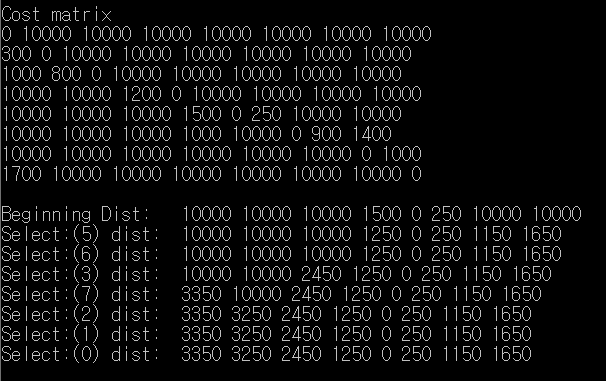 Cost matrix
0 10000 10000 10000 10000 10000 10000 10000
300 0 10000 10000 10000 10000 10000 10000
1000 800 0 10000 10000 10000 10000 10000
10000 10000 1200 0 10000 10000 10000 10000
10000 10000 10000 1500 0 250 10000 10000
10000 10000 10000 1000 10000 0 900 1400
10000 10000 10000 10000 10000 10000 0 1000
1700 10000 10000 10000 10000 10000 10000 0
Beginning Dist: 10000 10000 10000 1500 0 250 10000 10000
Select:(5) dist: 10000 10000 10000 1250 0 250 1150 1650
Select:(6) dist: 10000 10000 10000 1250 0 250 1150 1650
Select:(3) dist: 10000 10000 2450 1250 0 250 1150 1650
Select:(7) dist: 3350 10000 2450 1250 0 250 1150 1650
Select:(2) dist: 3350 3250 2450 1250 0 250 1150 1650
Select:(1) dist: 3350 3250 2450 1250 0 250 1150 1650
Select:(0) dist: 3350 3250 2450 1250 0 250 1150 1650